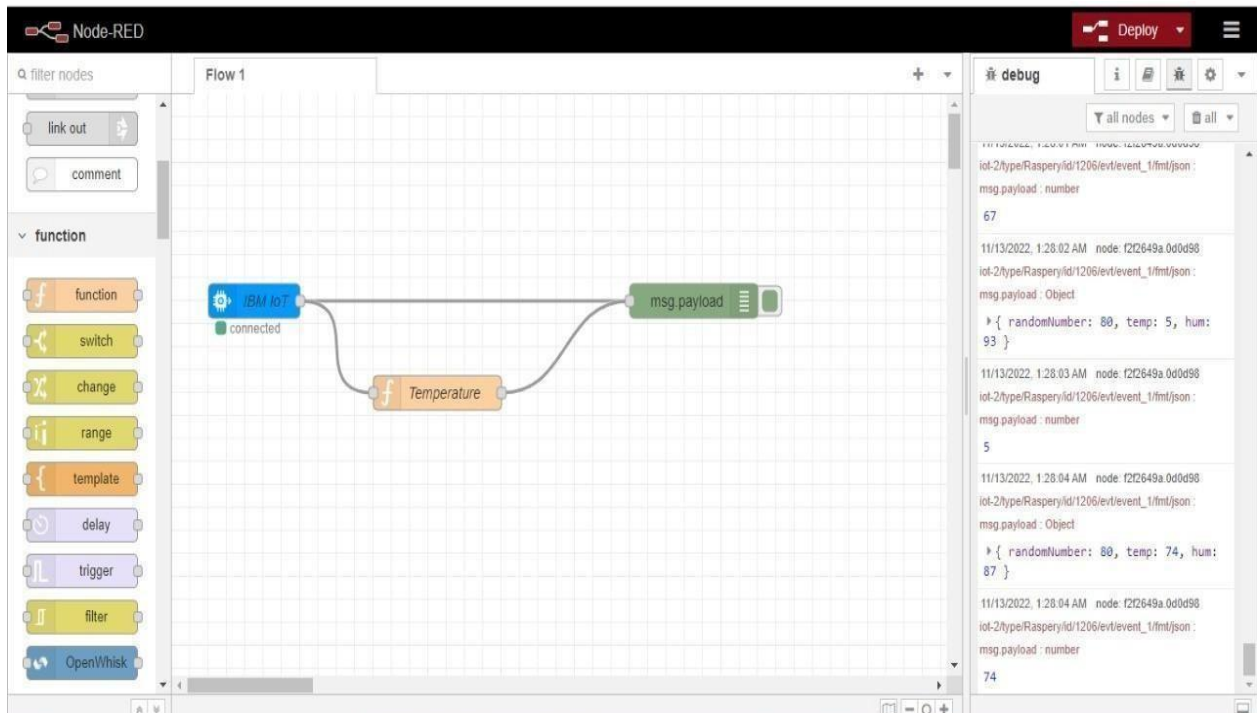 Node-RED
Deploy
filter nodes
link out
comment
function
function
switch
change
range
template
delay
trigger
filter
OpenWhisk
Flow 1
IBM IoT
connected
Temperature
msg.payload
debug
all nodes
all
iot-2/type/Raspery/id/1206/evt/event_1/fmt/json :
msg.payload : number
67
11/13/2022, 1:28:02 AM node: f2f2649a.0d0d98
iot-2/type/Raspery/id/1206/evt/event_1/fmt/json :
msg.payload : Object
{ randomNumber: 80, temp: 5, hum:
93 }
11/13/2022, 1:28:03 AM node: f2f2649a.0d0d98
iot-2/type/Raspery/id/1206/evt/event_1/fmt/json :
msg.payload : number
5
11/13/2022, 1:28:04 AM node: f2f2649a.0d0d98
iot-2/type/Raspery/id/1206/evt/event_1/fmt/json :
msg.payload : Object
{ randomNumber: 80, temp: 74, hum:
87 }
11/13/2022, 1:28:04 AM node: f2f2649a.0d0d98
iot-2/type/Raspery/id/1206/evt/event_1/fmt/json :
msg.payload : number
74